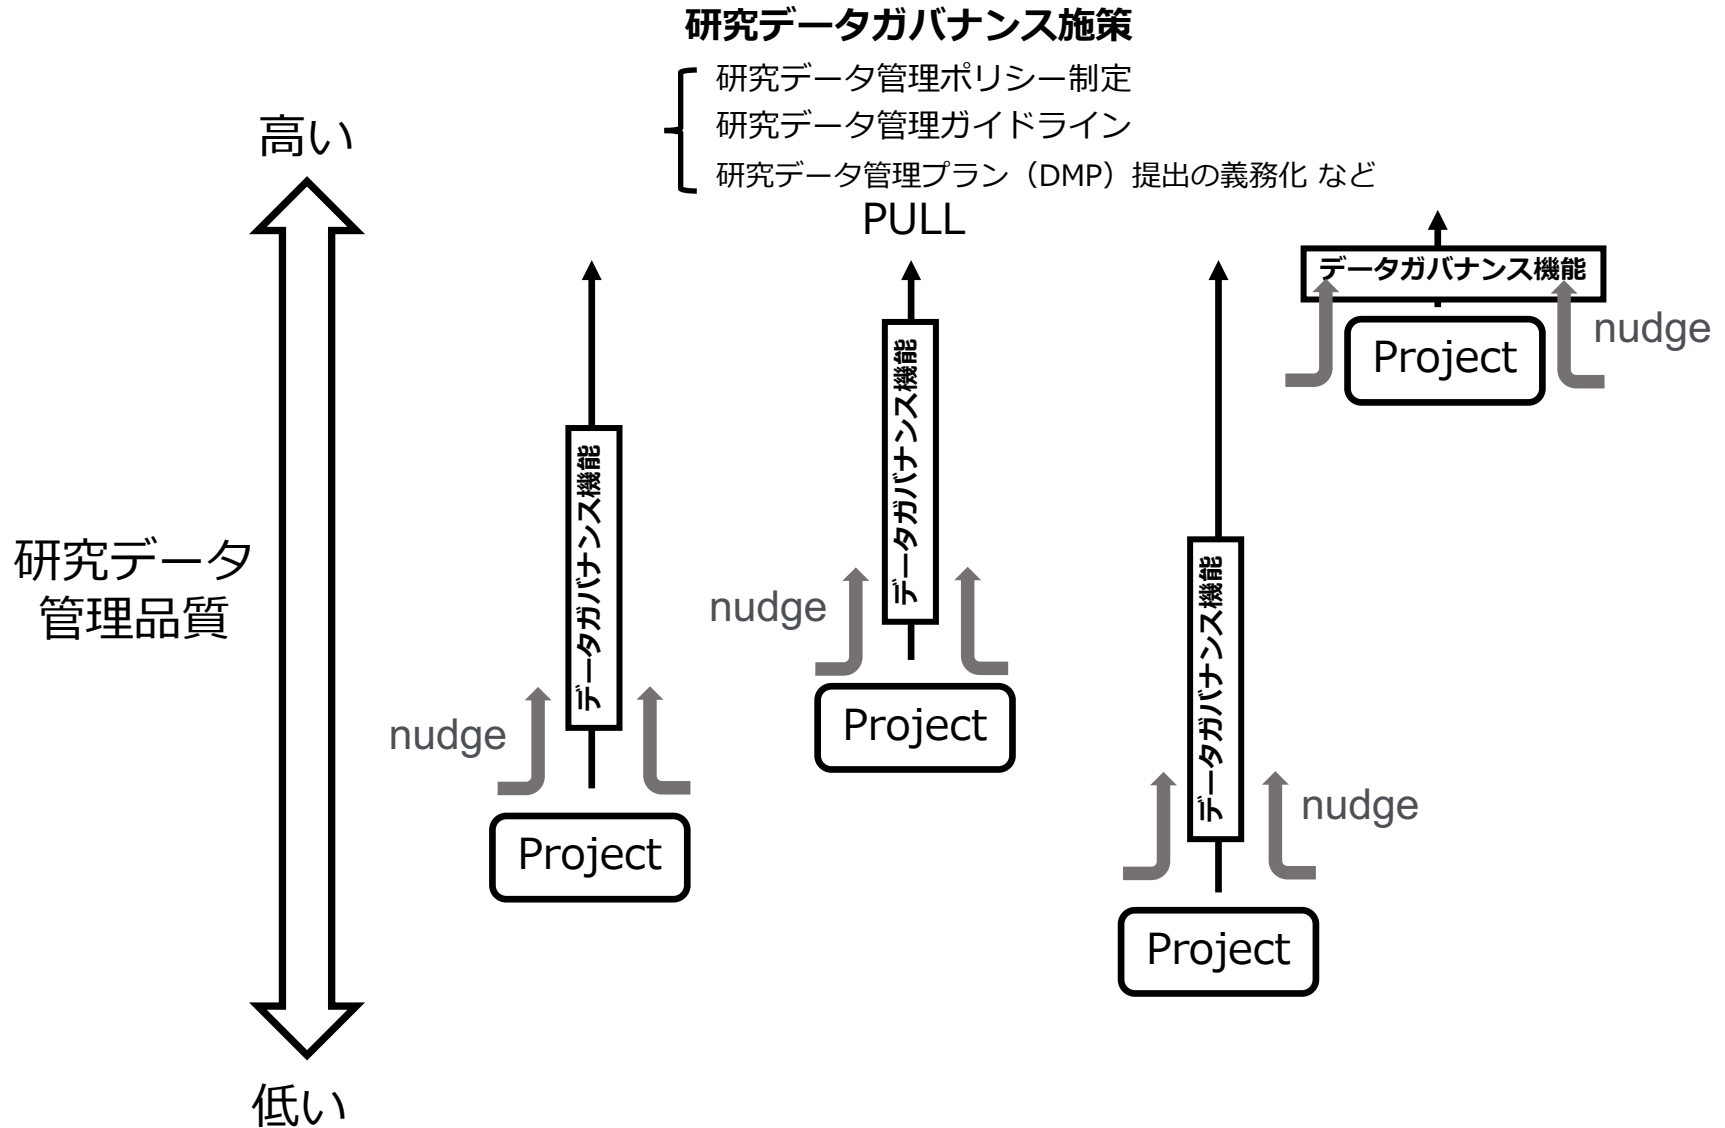 研究データガバナンス施策
研究データ管理ポリシー制定
研究データ管理ガイドライン
研究データ管理プラン（DMP）提出の義務化 など
PULL
高い
研究データ
管理品質
低い
データガバナンス機能
nudge
Project
データガバナンス機能
nudge
Project
データガバナンス機能
nudge
Project
データガバナンス機能
nudge
Project